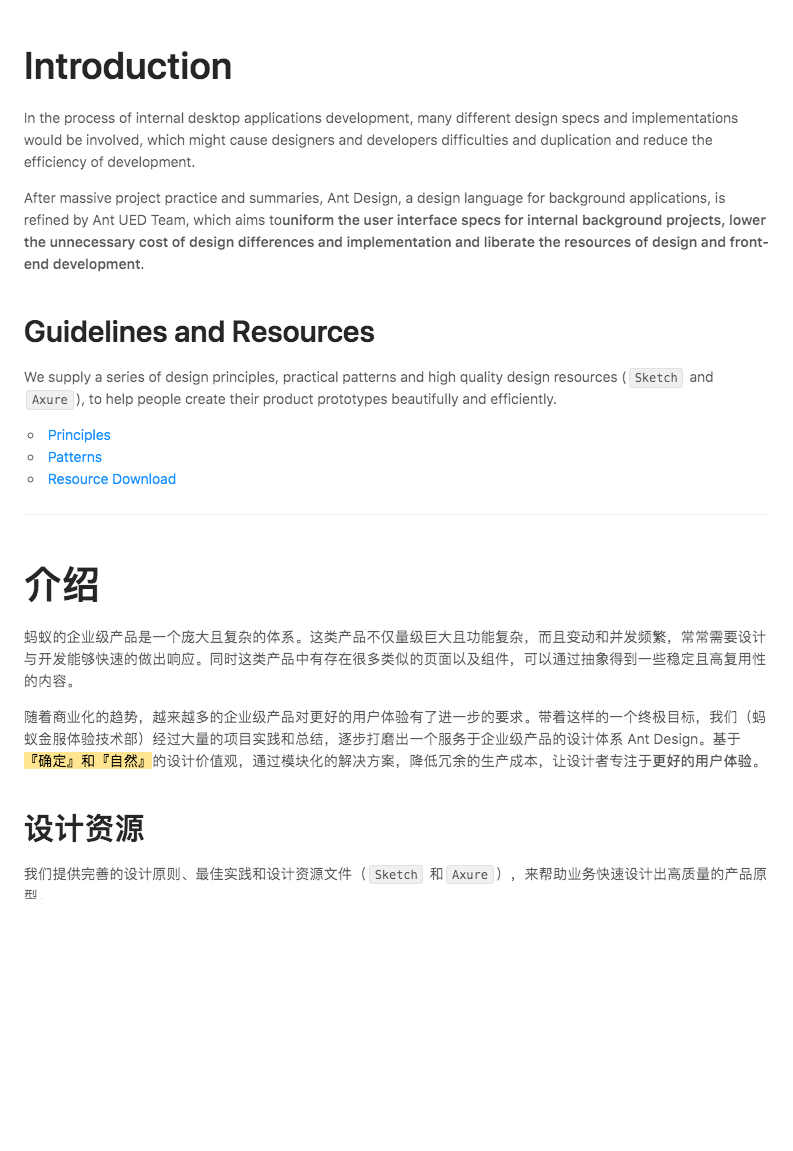 Introduction
In the process of internal desktop applications development, many different design specs and implementations
would be involved, which might cause designers and developers difficulties and duplication and reduce the
efficiency of development.
After massive project practice and summaries, Ant Design, a design language for background applications, is
refined by Ant UED Team, which aims touniform the user interface specs for internal background projects, lower
the unnecessary cost of design differences and implementation and liberate the resources of design and front-
end development.
Guidelines and Resources
We supply a series of design principles, practical patterns and high quality design resources ( Sketch and
Axure ), to help people create their product prototypes beautifully and efficiently.
Principles
Patterns
Resource Download
介绍
蚂蚁的企业级产品是一个庞大且复杂的体系。这类产品不仅量级巨大且功能复杂，而且变动和并发频繁，常常需要设计
与开发能够快速的做出响应。同时这类产品中有存在很多类似的页面以及组件，可以通过抽象得到一些稳定且高复用性
的内容。
随着商业化的趋势，越来越多的企业级产品对更好的用户体验有了进一步的要求。带着这样的一个终极目标，我们（蚂
蚁金服体验技术部）经过大量的项目实践和总结，逐步打磨出一个服务于企业级产品的设计体系 Ant Design。基于
『确定』和『自然』的设计价值观，通过模块化的解决方案，降低冗余的生产成本，让设计者专注于更好的用户体验。
设计资源
我们提供完善的设计原则、最佳实践和设计资源文件（ Sketch 和 Axure ），来帮助业务快速设计出高质量的产品原
型